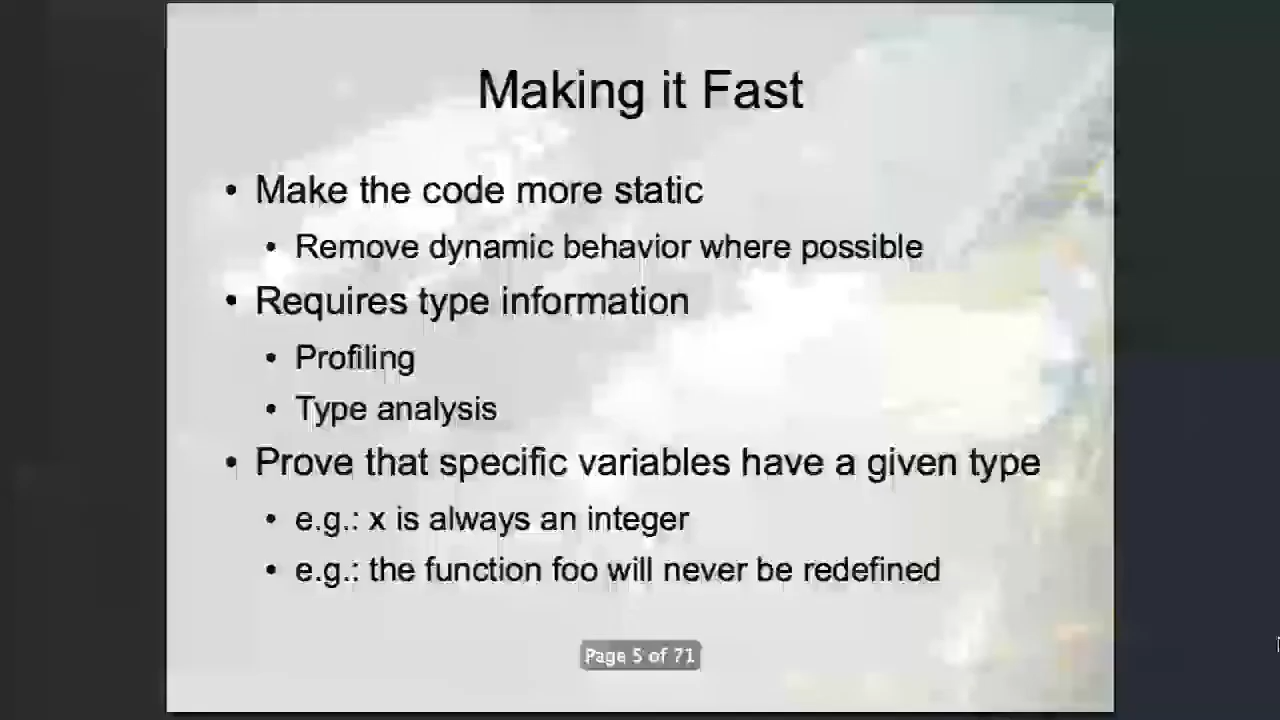 Making it Fast
• Make the code more static
• Remove dynamic behavior where possible
• Requires type information
• Profiling
• Type analysis
• Prove that specific variables have a given type
• e.g.: x is always an integer
• e.g.: the function foo will never be redefined
Page 5 of 71